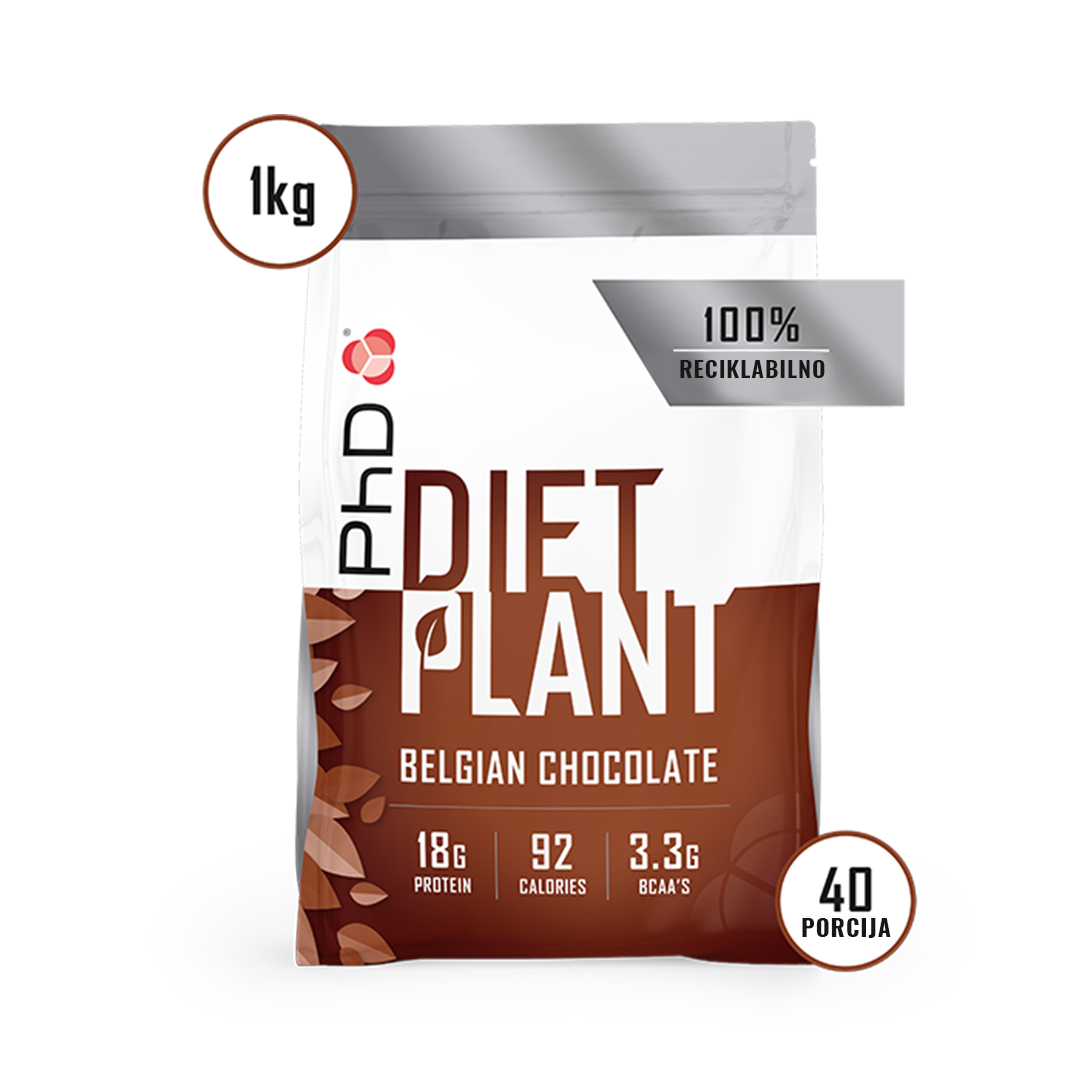 1kg
100%
RECIKLABILNO
®
PhD
DIET
PLANT
BELGIAN CHOCOLATE
18G
PROTEIN
92
CALORIES
3.3G
BCAA'S
40
PORCIJA